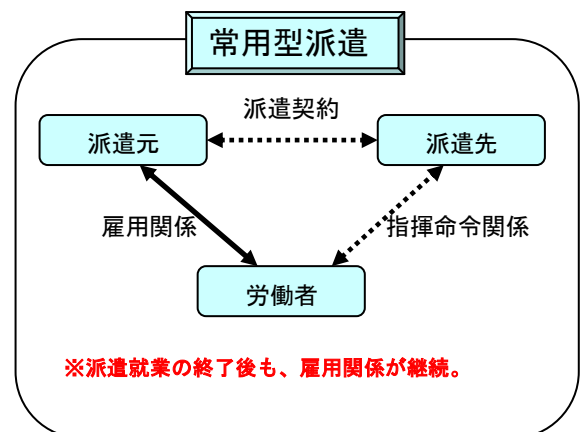 常用型派遣
派遣契約
派遣元
派遣先
雇用関係
指揮命令関係
労働者
※派遣就業の終了後も、雇用関係が継続。